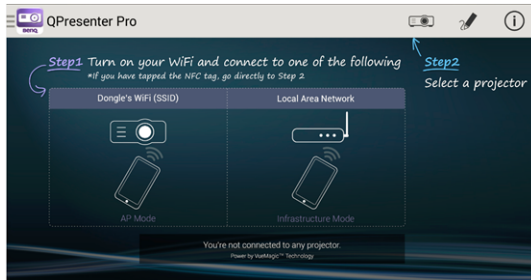 QPresenter Pro
BenQ
Step1 Turn on your WiFi and connect to one of the following
*If you have tapped the NFC tag, go directly to Step 2
Step2
Select a projector
Dongle's WiFi (SSID)
Local Area Network
AP Mode
Infrastructure Mode
You're not connected to any projector.
Power by VueMagic™ Technology